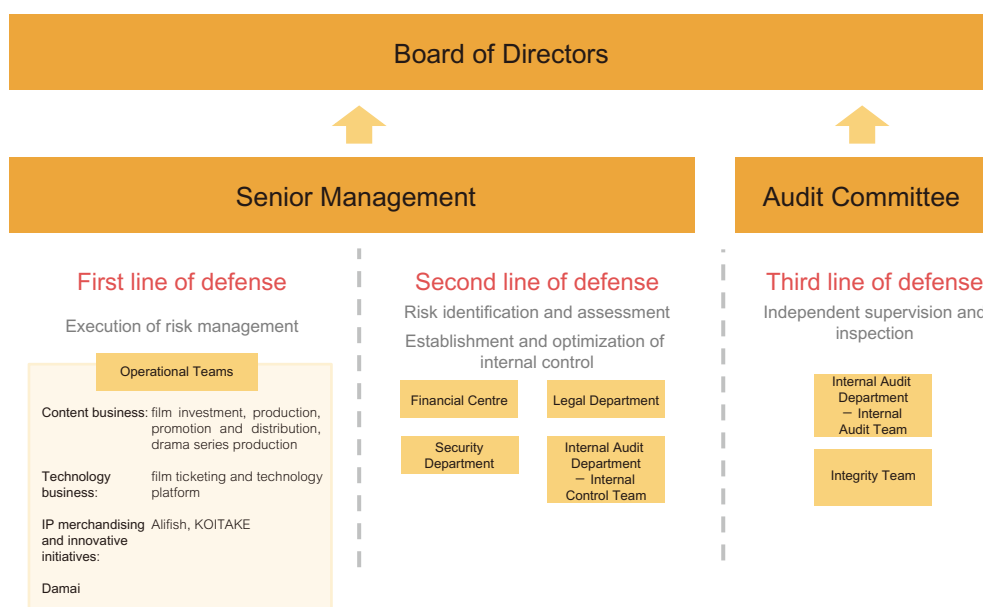 Board of Directors
Senior Management
Audit Committee
First line of defense
Execution of risk management
Operational Teams
Content business: film investment, production,
promotion and distribution,
drama series production
Technology film ticketing and technology
business: platform
IP merchandising Alifish, KOITAKE
and innovative
initiatives:
Damai
Second line of defense
Risk identification and assessment
Establishment and optimization of
internal control
Financial Centre
Legal Department
Security
Department
Internal Audit
Department
— Internal
Control Team
Third line of defense
Independent supervision and
inspection
Internal Audit
Department
— Internal
Audit Team
Integrity Team